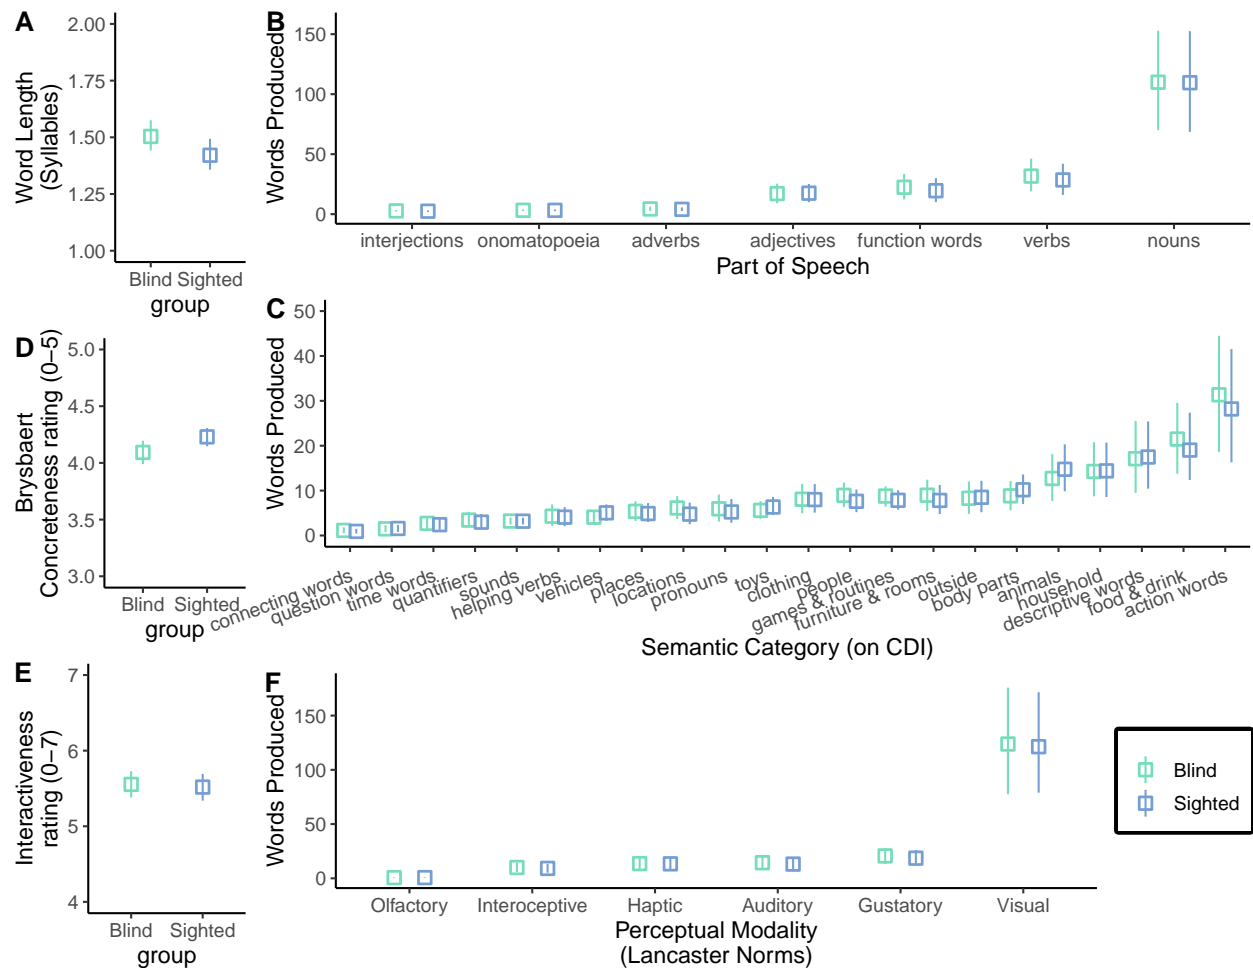 A
Word Length
(Syllables)
2.00
1.75
1.50
1.25
1.00
Blind Sighted
group
B
Words Produced
150
100
50
0
interjections onomatopoeia adverbs adjectives function words verbs nouns
Part of Speech
D
Brysbaert
Concreteness rating (0–5)
5.0
4.5
4.0
3.5
3.0
Blind Sighted
group
C
Words Produced
50
40
30
20
10
0
connecting words
question words
time words
quantifiers
sounds
helping verbs
vehicles
places
locations
pronouns
toys
clothing
people
games & routines
furniture & rooms
outside
body parts
animals
household
descriptive words
food & drink
action words
Semantic Category (on CDI)
E
Interactiveness
rating (0–7)
7
6
5
4
Blind Sighted
group
F
Words Produced
150
100
50
0
Olfactory Interoceptive Haptic Auditory Gustatory Visual
Perceptual Modality
(Lancaster Norms)
Blind
Sighted